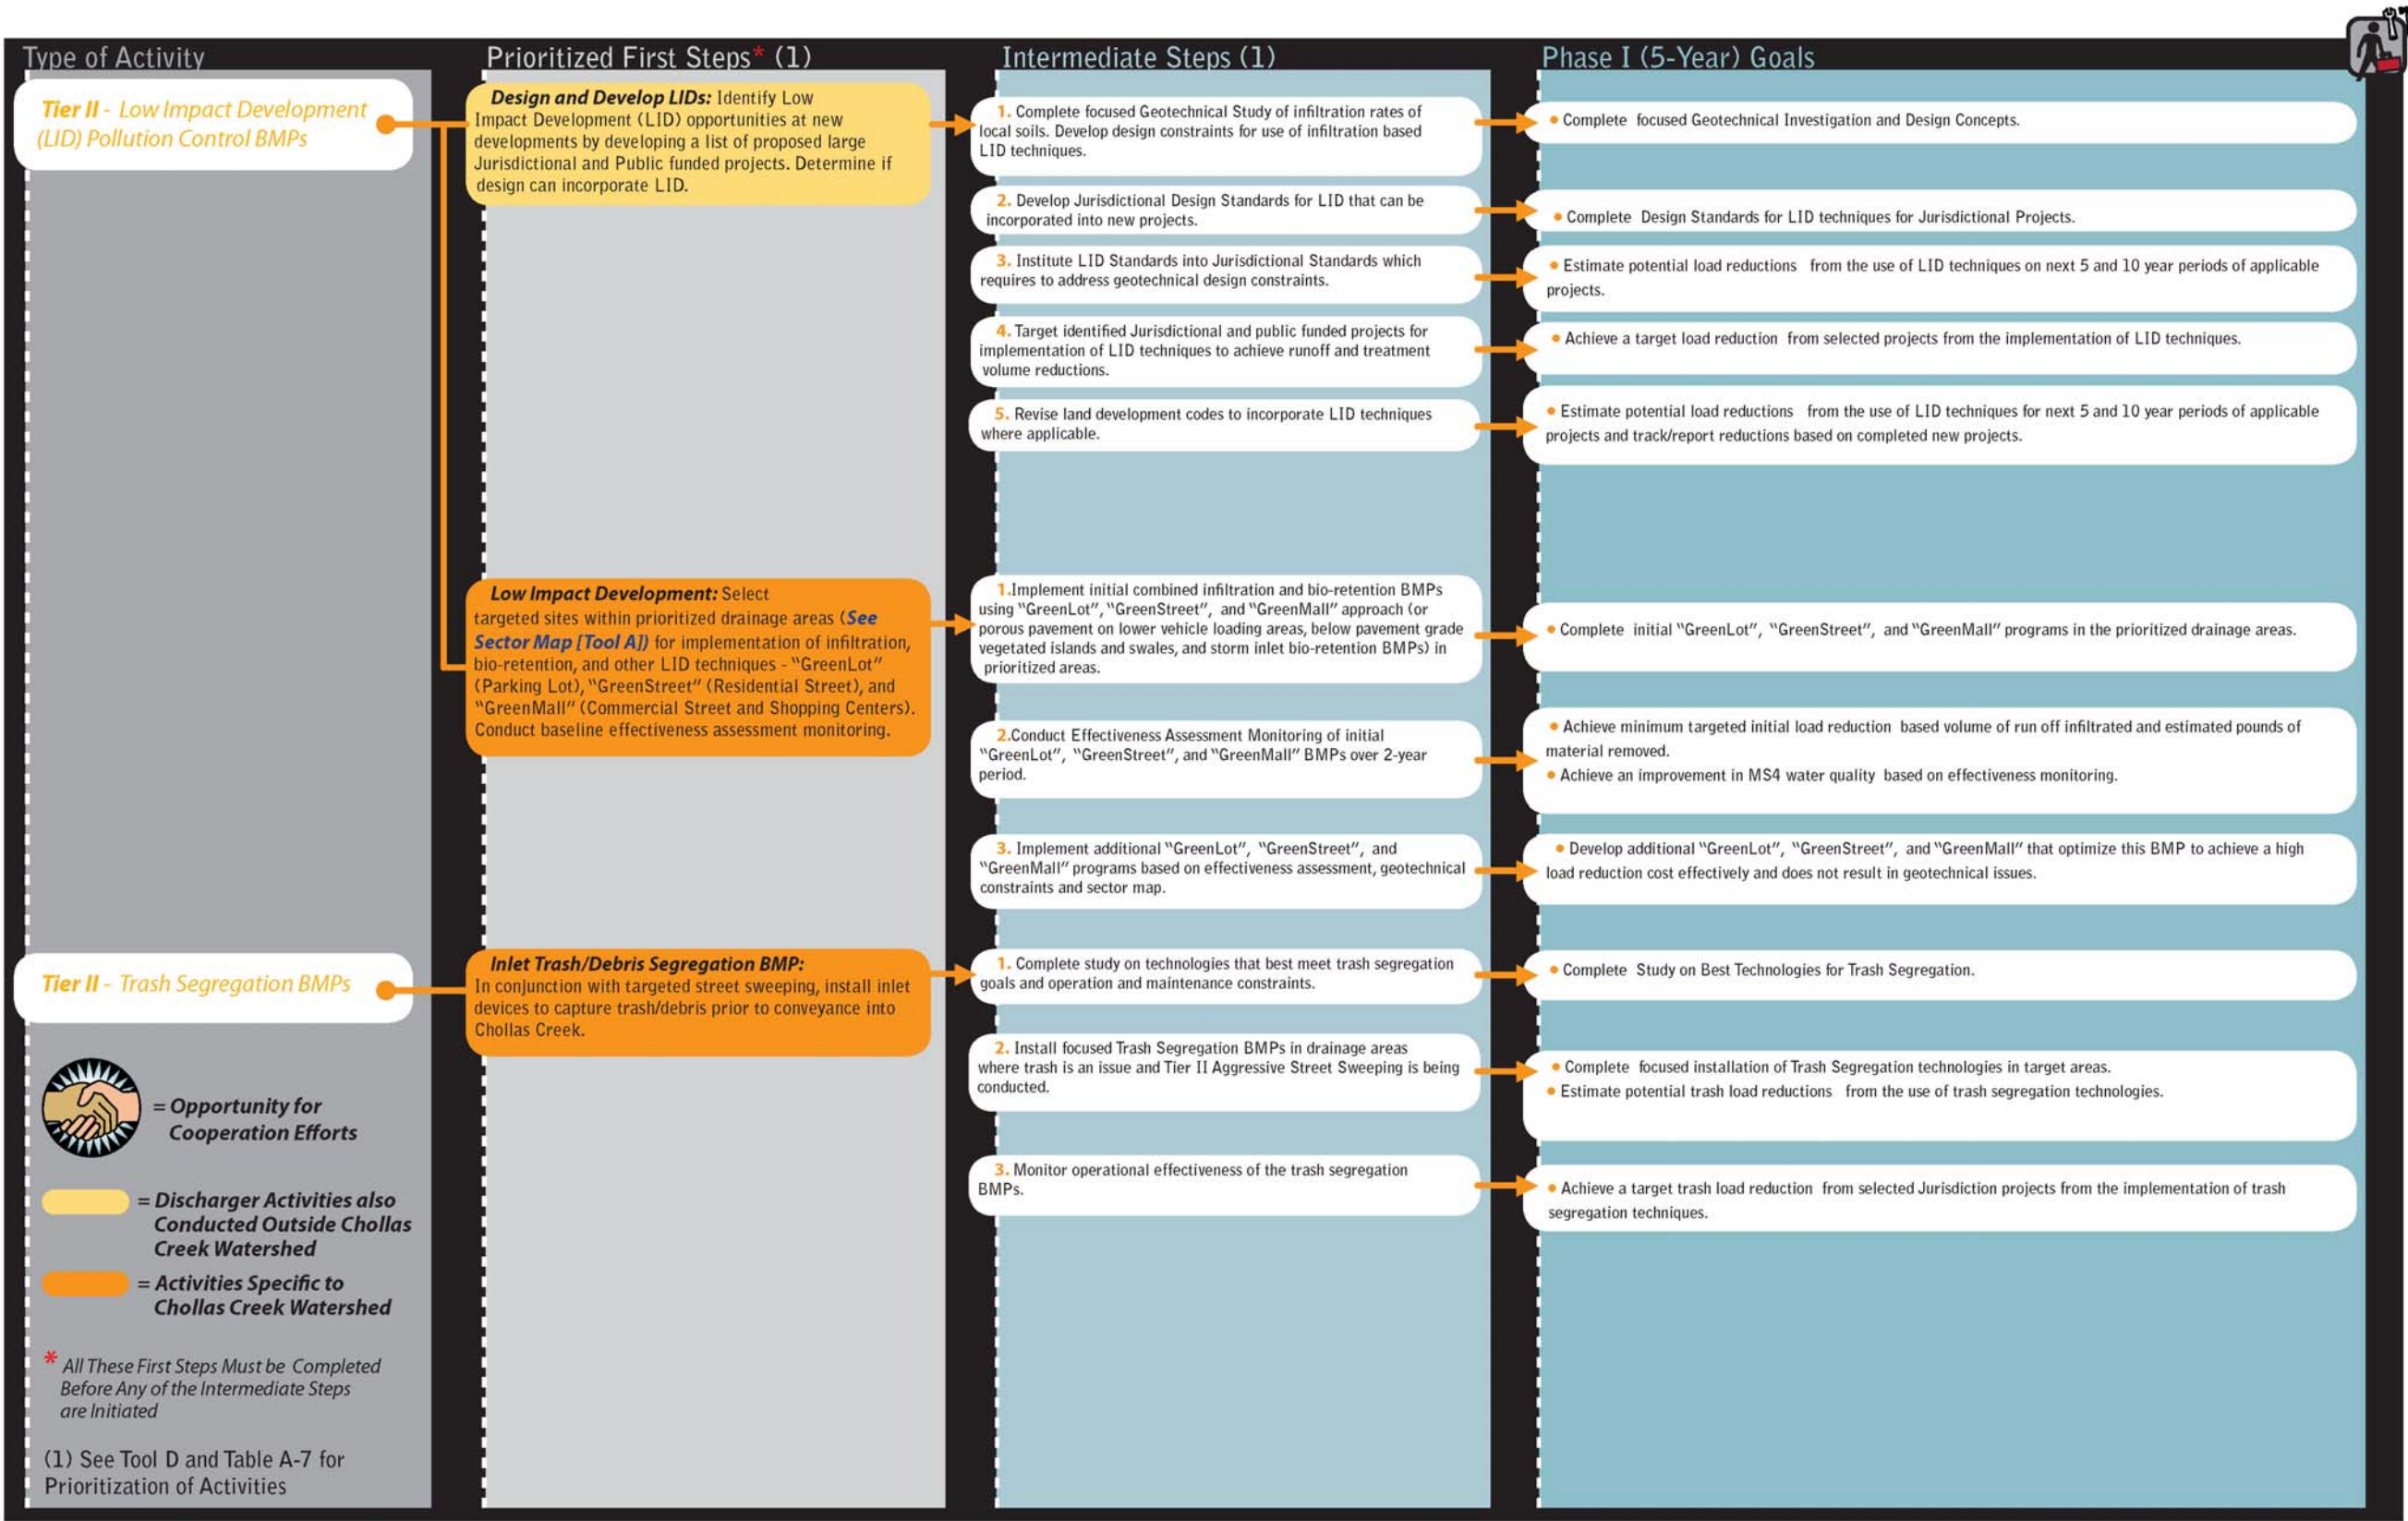 Type of Activity
Prioritized First Steps* (1)
Intermediate Steps (1)
Phase I (5-Year) Goals
Tier II - Low Impact Development
(LID) Pollution Control BMPs
Design and Develop LIDs: Identify Low
Impact Development (LID) opportunities at new
developments by developing a list of proposed large
Jurisdictional and Public funded projects. Determine if
design can incorporate LID.
1. Complete focused Geotechnical Study of infiltration rates of
local soils. Develop design constraints for use of infiltration based
LID techniques.
• Complete focused Geotechnical Investigation and Design Concepts.
2. Develop Jurisdictional Design Standards for LID that can be
incorporated into new projects.
• Complete Design Standards for LID techniques for Jurisdictional Projects.
3. Institute LID Standards into Jurisdictional Standards which
requires to address geotechnical design constraints.
• Estimate potential load reductions from the use of LID techniques on next 5 and 10 year periods of applicable
projects.
4. Target identified Jurisdictional and public funded projects for
implementation of LID techniques to achieve runoff and treatment
volume reductions.
• Achieve a target load reduction from selected projects from the implementation of LID techniques.
5. Revise land development codes to incorporate LID techniques
where applicable.
• Estimate potential load reductions from the use of LID techniques for next 5 and 10 year periods of applicable
projects and track/report reductions based on completed new projects.
Low Impact Development: Select
targeted sites within prioritized drainage areas (See
Sector Map [Tool A]) for implementation of infiltration,
bio-retention, and other LID techniques - "GreenLot"
(Parking Lot), "GreenStreet" (Residential Street), and
"GreenMall" (Commercial Street and Shopping Centers).
Conduct baseline effectiveness assessment monitoring.
1.Implement initial combined infiltration and bio-retention BMPs
using "GreenLot", "GreenStreet", and "GreenMall" approach (or
porous pavement on lower vehicle loading areas, below pavement grade
vegetated islands and swales, and storm inlet bio-retention BMPs) in
prioritized areas.
• Complete initial "GreenLot", "GreenStreet", and "GreenMall" programs in the prioritized drainage areas.
2.Conduct Effectiveness Assessment Monitoring of initial
"GreenLot", "GreenStreet", and "GreenMall" BMPs over 2-year
period.
• Achieve minimum targeted initial load reduction based volume of run off infiltrated and estimated pounds of
material removed.
• Achieve an improvement in MS4 water quality based on effectiveness monitoring.
3. Implement additional "GreenLot", "GreenStreet", and
"GreenMall" programs based on effectiveness assessment, geotechnical
constraints and sector map.
• Develop additional "GreenLot", "GreenStreet", and "GreenMall" that optimize this BMP to achieve a high
load reduction cost effectively and does not result in geotechnical issues.
Tier II - Trash Segregation BMPs
Inlet Trash/Debris Segregation BMP:
In conjunction with targeted street sweeping, install inlet
devices to capture trash/debris prior to conveyance into
Chollas Creek.
1. Complete study on technologies that best meet trash segregation
goals and operation and maintenance constraints.
• Complete Study on Best Technologies for Trash Segregation.
2. Install focused Trash Segregation BMPs in drainage areas
where trash is an issue and Tier II Aggressive Street Sweeping is being
conducted.
• Complete focused installation of Trash Segregation technologies in target areas.
• Estimate potential trash load reductions from the use of trash segregation technologies.
3. Monitor operational effectiveness of the trash segregation
BMPs.
• Achieve a target trash load reduction from selected Jurisdiction projects from the implementation of trash
segregation techniques.
= Opportunity for
Cooperation Efforts
= Discharger Activities also
Conducted Outside Chollas
Creek Watershed
= Activities Specific to
Chollas Creek Watershed
* All These First Steps Must be Completed
Before Any of the Intermediate Steps
are Initiated
(1) See Tool D and Table A-7 for
Prioritization of Activities